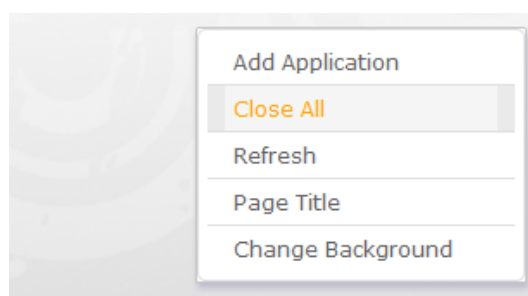 Add Application
Close All
Refresh
Page Title
Change Background